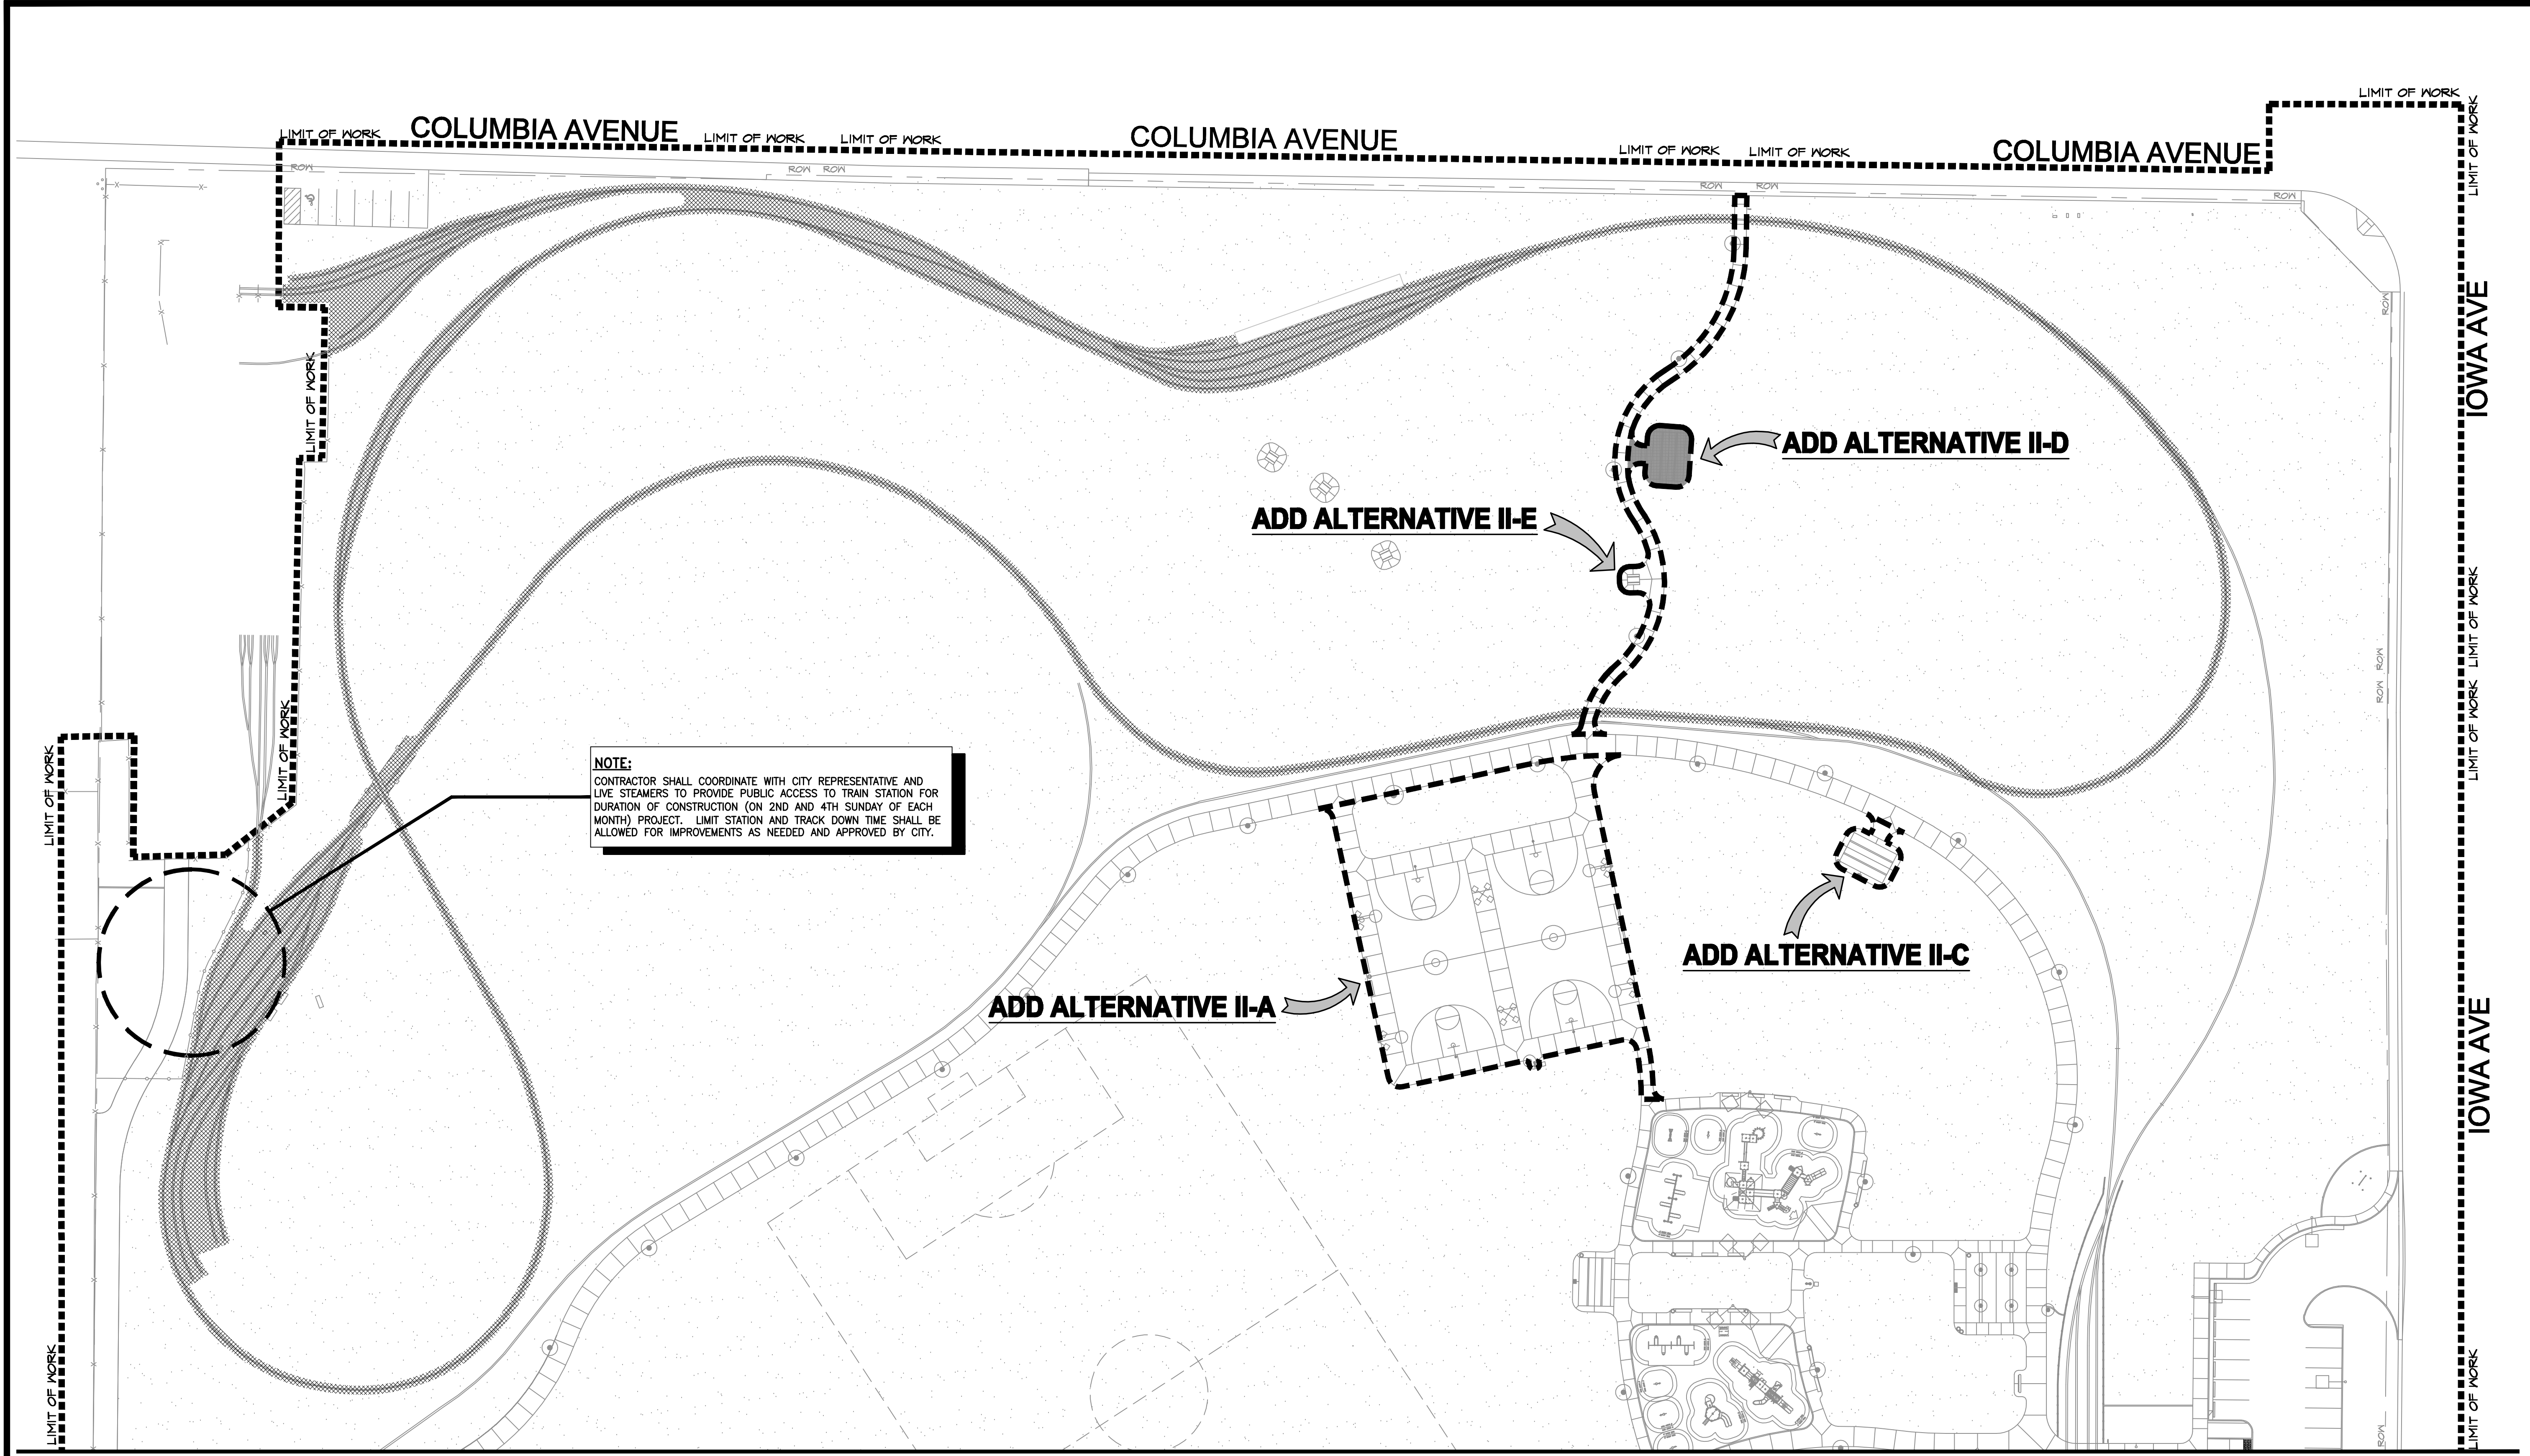 LIMIT OF WORK
LIMIT OF WORK
COLUMBIA AVENUE
LIMIT OF WORK
LIMIT OF WORK
COLUMBIA AVENUE
LIMIT OF WORK
LIMIT OF WORK
COLUMBIA AVENUE
LIMIT OF WORK
ROW
ROW
ROW
ROW
ROW
ROW
ROW
IOWA AVE
LIMIT OF WORK
ADD ALTERNATIVE II-D
ADD ALTERNATIVE II-E
LIMIT OF WORK
LIMIT OF WORK
ROW
ROW
LIMIT OF WORK
LIMIT OF WORK
NOTE:
CONTRACTOR SHALL COORDINATE WITH CITY REPRESENTATIVE AND
LIVE STEAMERS TO PROVIDE PUBLIC ACCESS TO TRAIN STATION FOR
DURATION OF CONSTRUCTION (ON 2ND AND 4TH SUNDAY OF EACH
MONTH) PROJECT. LIMIT STATION AND TRACK DOWN TIME SHALL BE
ALLOWED FOR IMPROVEMENTS AS NEEDED AND APPROVED BY CITY.
ADD ALTERNATIVE II-C
ADD ALTERNATIVE II-A
IOWA AVE
LIMIT OF WORK
LIMIT OF WORK
ROW